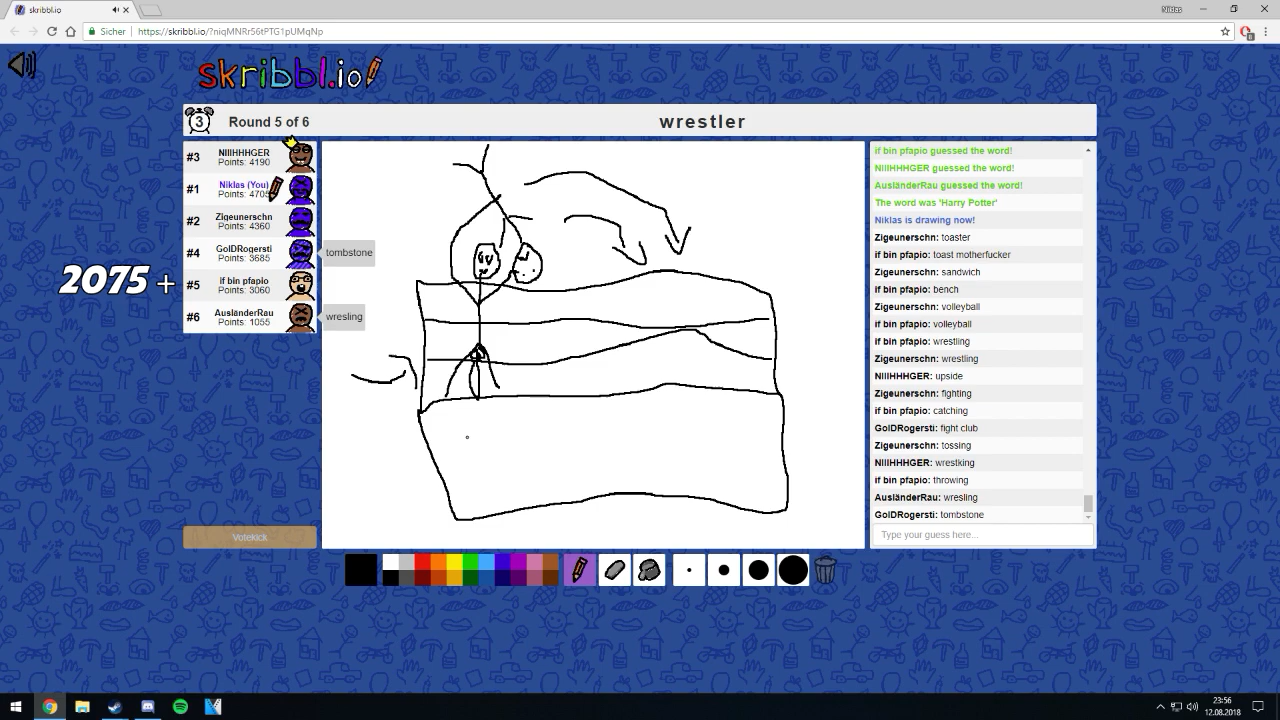 skribbl.io
Niklas
Sicher
https://skribbl.io/?niqMNRr56tPTG1pUMqNp
skribbl.io
3
Round 5 of 6
wrestler
#3
NIIIHHHGER
Points: 4190
#1
Niklas (You)
Points: 4705
#2
Zigeunerschn
Points: 4360
#4
GolDRogersti
Points: 3685
tombstone
2075 +
#5
if bin pfapio
Points: 3060
#6
AusländerRau
Points: 1055
wresling
Votekick
if bin pfapio guessed the word!
NIIIHHHGER guessed the word!
AusländerRau guessed the word!
The word was 'Harry Potter'
Niklas is drawing now!
Zigeunerschn: toaster
if bin pfapio: toast motherfucker
Zigeunerschn: sandwich
if bin pfapio: bench
Zigeunerschn: volleyball
if bin pfapio: volleyball
if bin pfapio: wrestling
Zigeunerschn: wrestling
NIIIHHHGER: upside
Zigeunerschn: fighting
if bin pfapio: catching
GolDRogersti: fight club
Zigeunerschn: tossing
NIIIHHHGER: wrestking
if bin pfapio: throwing
AusländerRau: wresling
GolDRogersti: tombstone
Type your guess here...
23:56
12.08.2018